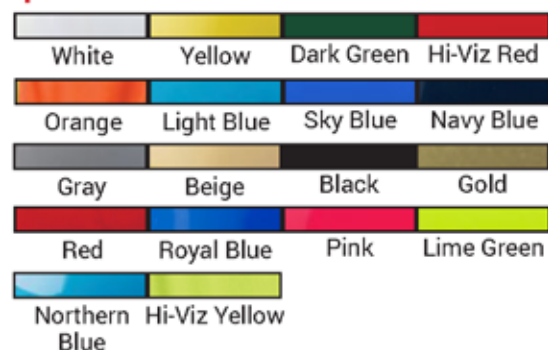 White Yellow Dark Green Hi-Viz Red
Orange Light Blue Sky Blue Navy Blue
Gray Beige Black Gold
Red Royal Blue Pink Lime Green
Northern Blue Hi-Viz Yellow